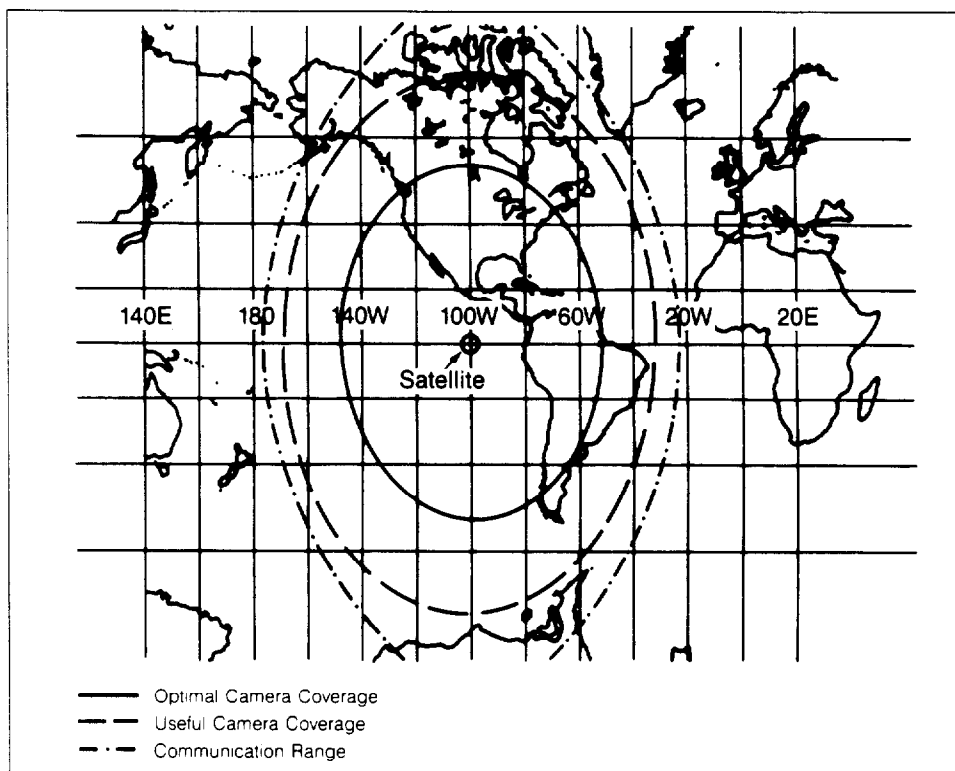 140E 180 140W 100W 60W 20W 20E
Satellite
Optimal Camera Coverage
Useful Camera Coverage
Communication Range